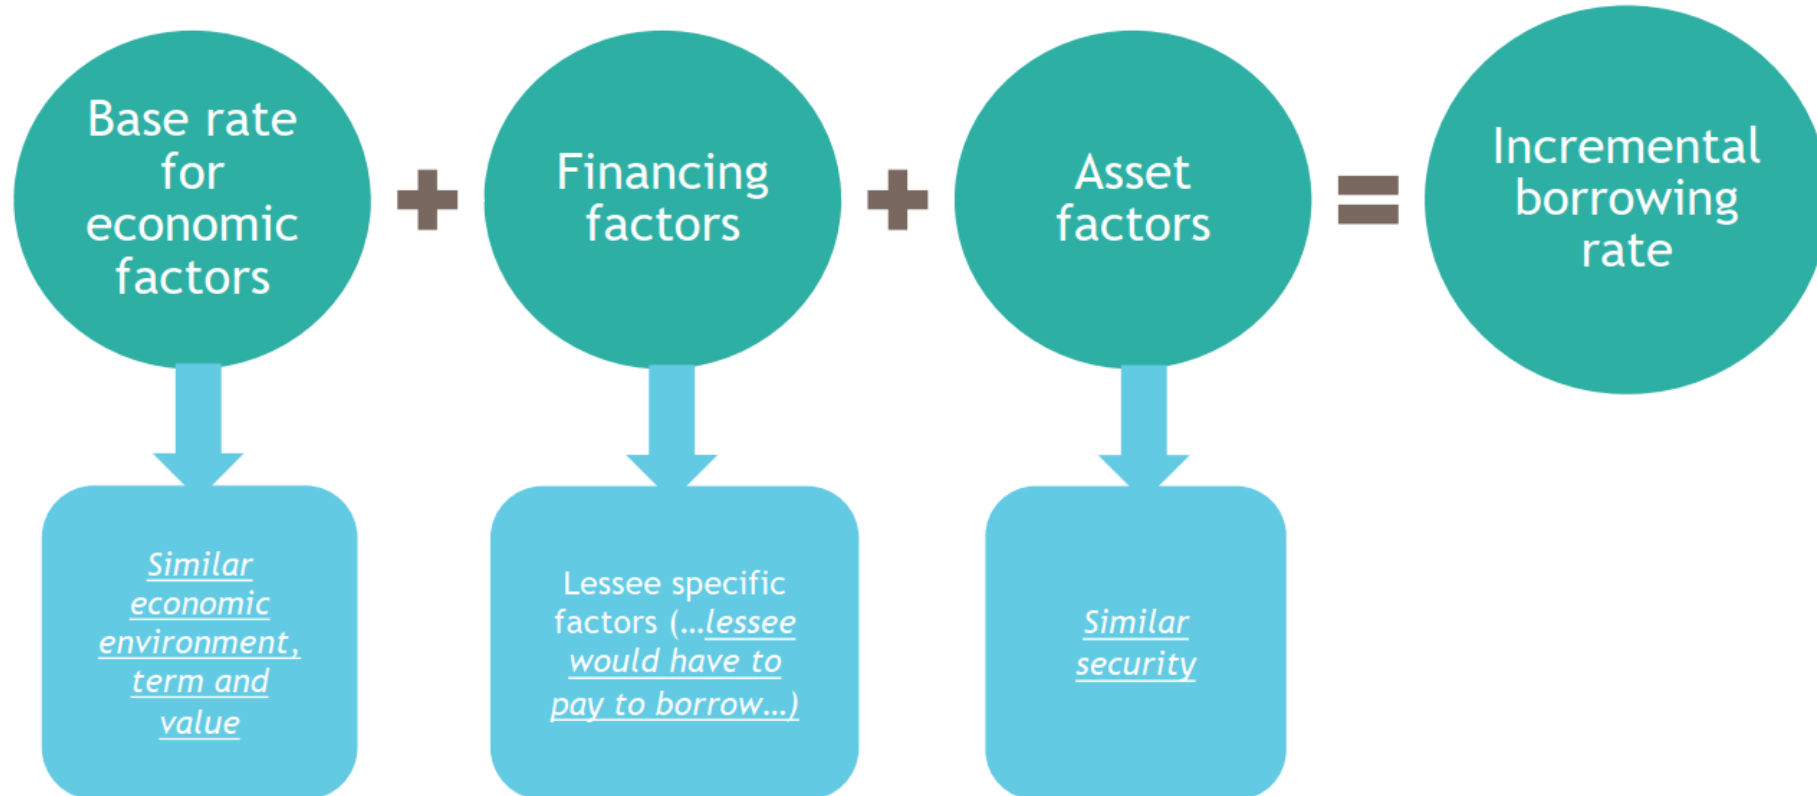 Base rate
for
economic
factors
Financing
factors
Asset
factors
Incremental
borrowing
rate
Similar
economic
environment,
term and
value
Lessee specific
factors (…lessee
would have to
pay to borrow…)
Similar
security